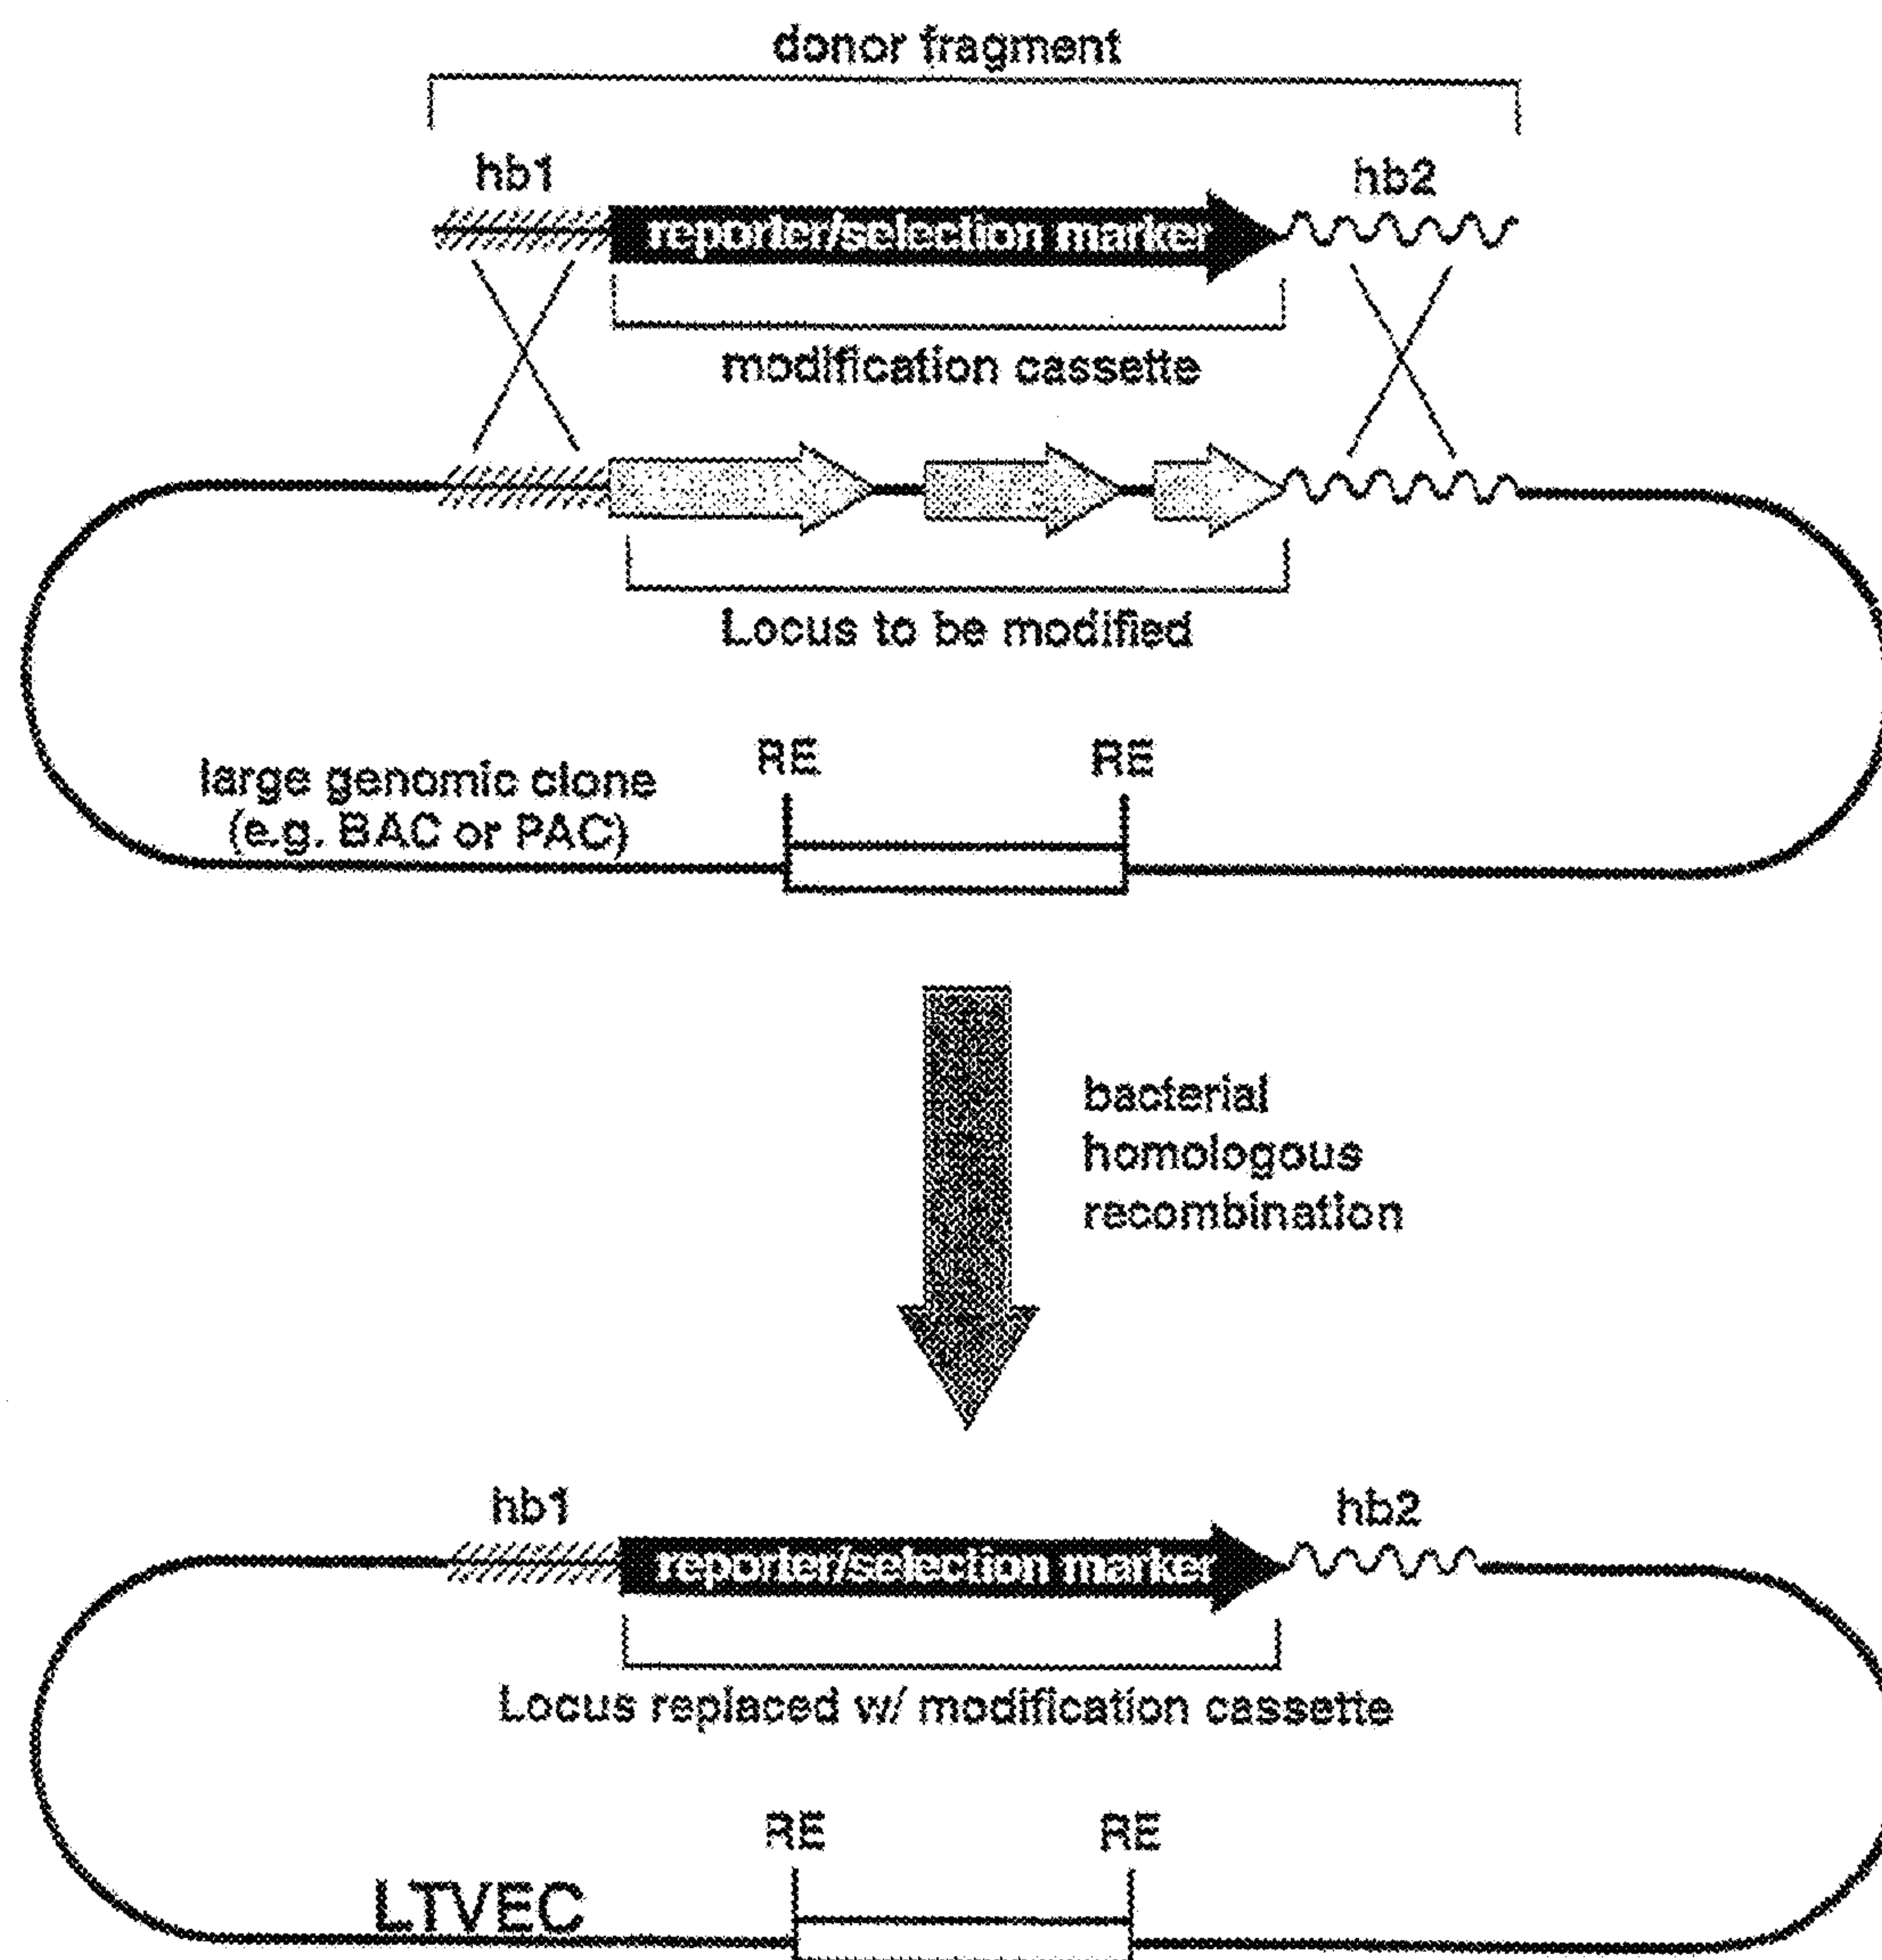 donor fragment
hb1
hb2
reporter/selection marker
modification cassette
Locus to be modified
RE
RE
large genomic clone
(e.g. BAC or PAC)
bacterial
homologous
recombination
hb1
hb2
reporter/selection marker
Locus replaced w/ modification cassette
RE
RE
LTVEC